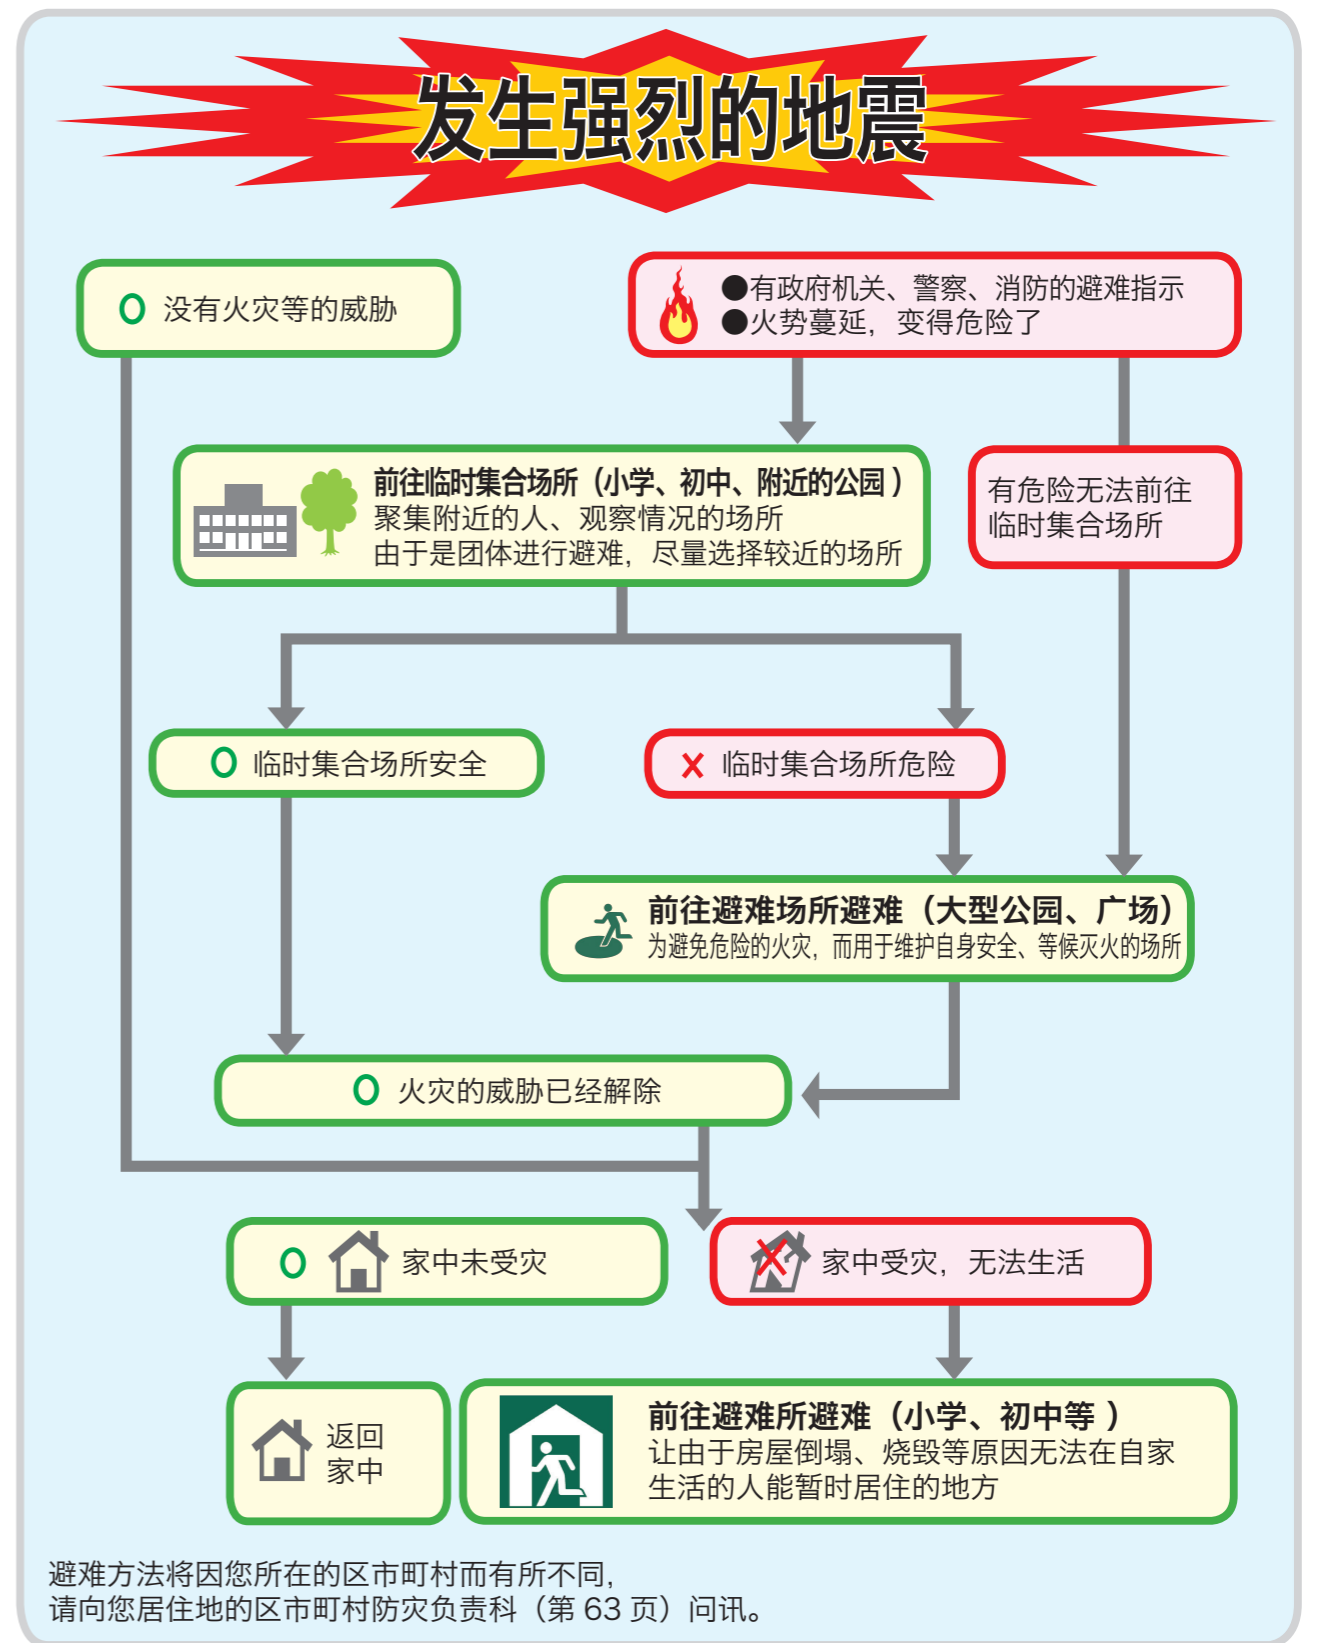 发生强烈的地震
没有火灾等的威胁
●有政府机关、警察、消防的避难指示
●火势蔓延，变得危险了
前往临时集合场所（小学、初中、附近的公园）
聚集附近的人、观察情况的场所
由于是团体进行避难，尽量选择较近的场所
有危险无法前往
临时集合场所
临时集合场所安全
临时集合场所危险
前往避难场所避难（大型公园、广场）
为避免危险的火灾，而用于维护自身安全、等候灭火的场所
火灾的威胁已经解除
家中未受灾
家中受灾，无法生活
返回
家中
前往避难所避难（小学、初中等）
让由于房屋倒塌、烧毁等原因无法在自家
生活的人能暂时居住的地方
避难方法将因您所在的区市町村而有所不同，
请向您居住地的区市町村防灾负责科（第 63 页）问讯。